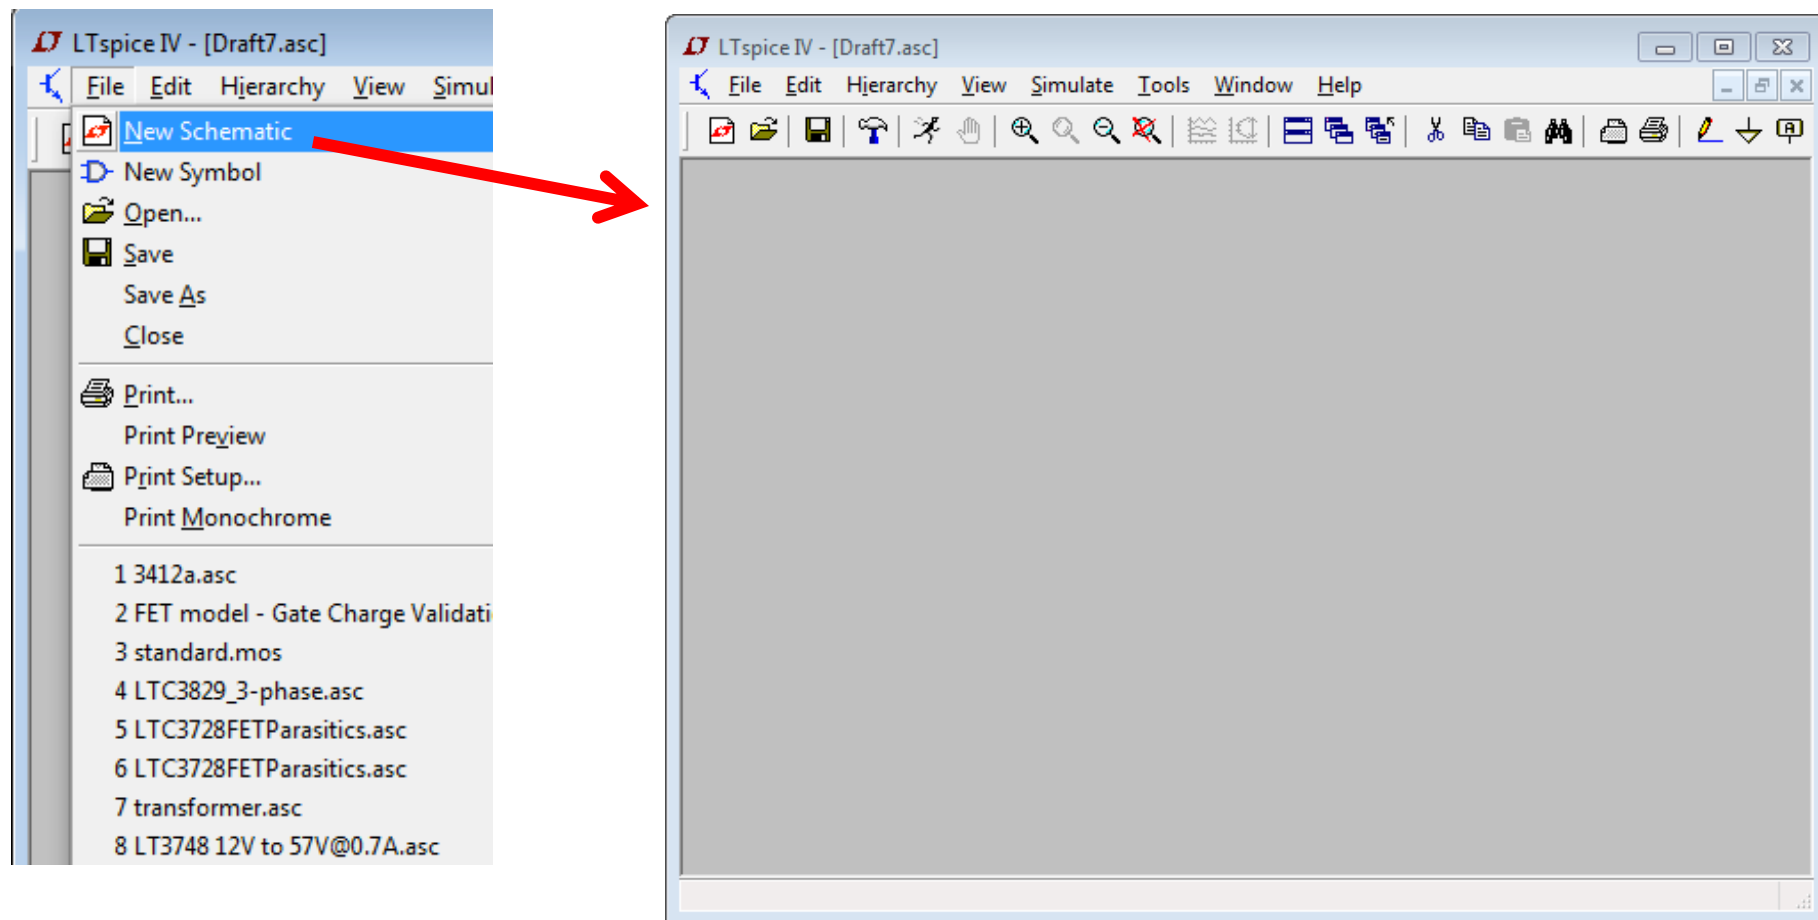 LTspice IV - [Draft7.asc]
File Edit Hierarchy View Simul
New Schematic
New Symbol
Open...
Save
Save As
Close
Print...
Print Preview
Print Setup...
Print Monochrome
1 3412a.asc
2 FET model - Gate Charge Validati
3 standard.mos
4 LTC3829_3-phase.asc
5 LTC3728FETParasitics.asc
6 LTC3728FETParasitics.asc
7 transformer.asc
8 LT3748 12V to 57V@0.7A.asc
LTspice IV - [Draft7.asc]
File Edit Hierarchy View Simulate Tools Window Help